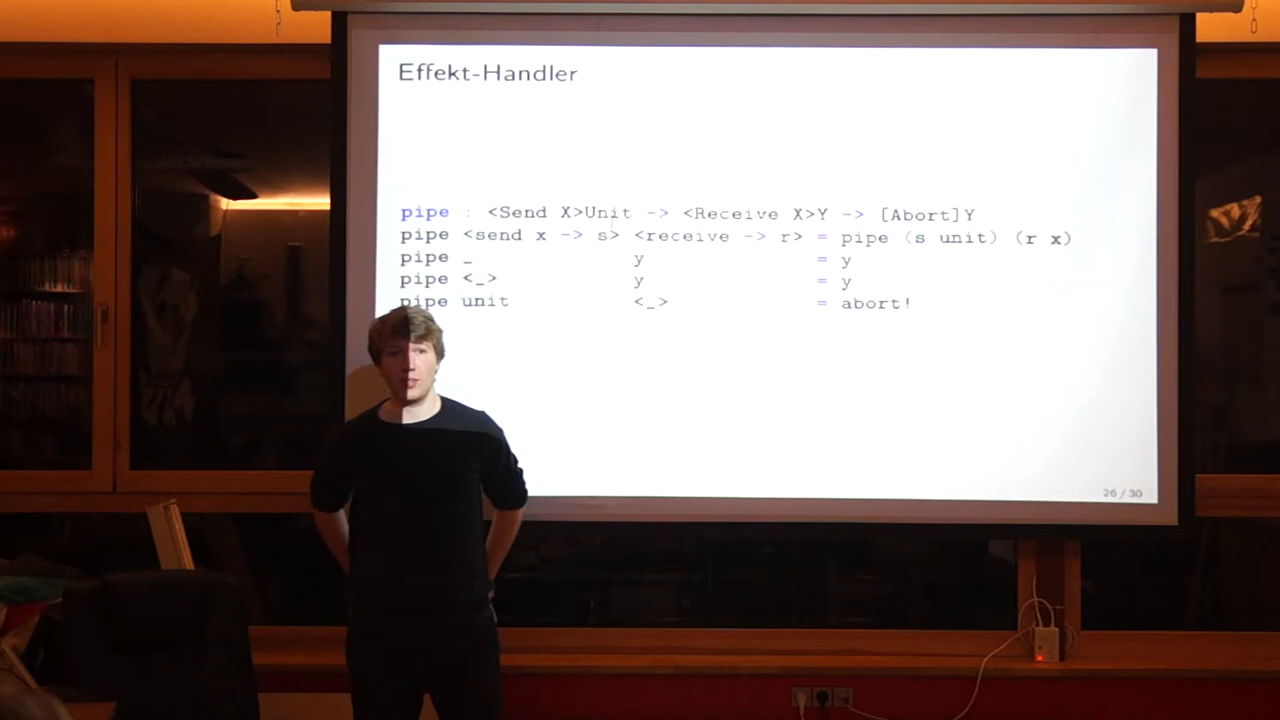 Effekt-Handler
pipe : <Send X>Unit -> <Receive X>Y -> [Abort]Y
pipe <send x -> s> <receive -> r> = pipe (s unit) (r x)
pipe _ y = y
pipe <_> y = y
pipe unit <_> = abort!
26 / 30